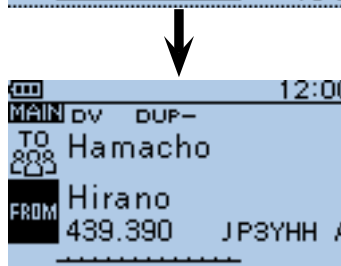 12:00
MAIN DV DUP-
TO Hamacho
FROM Hirano
439.390 JP3YHH A